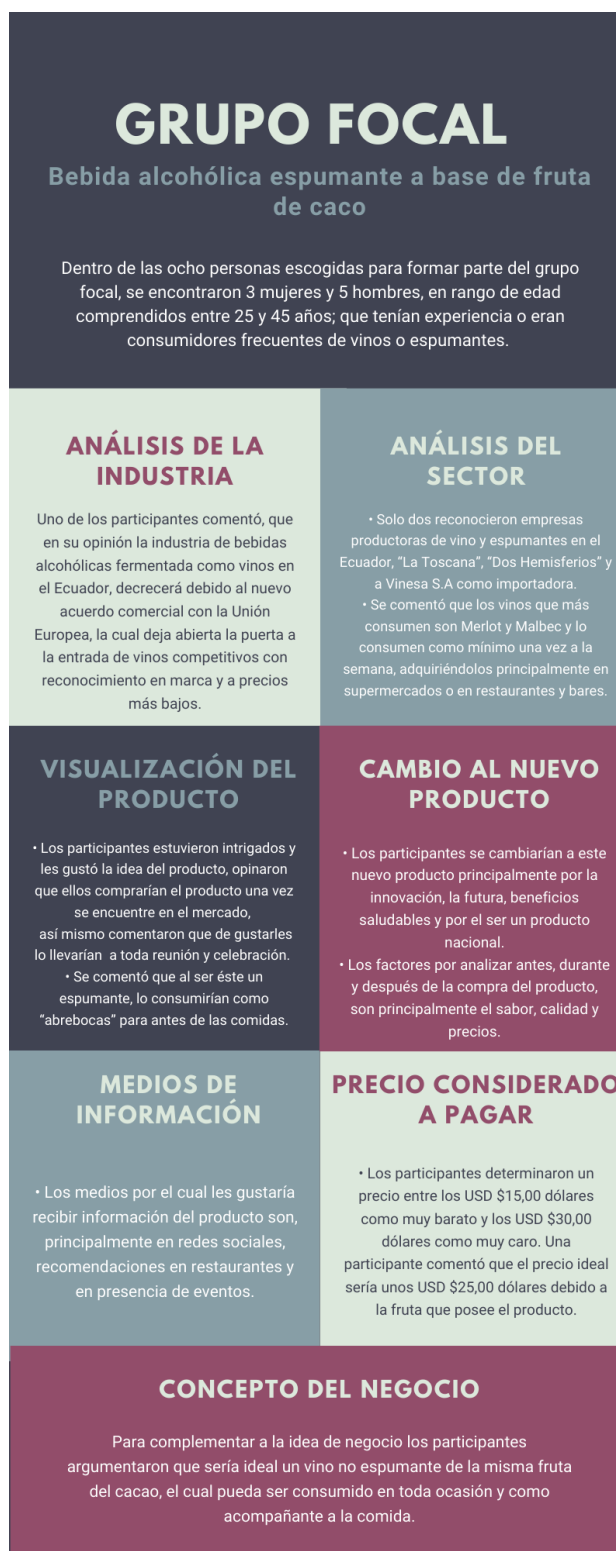 GRUPO FOCAL
Bebida alcohólica espumante a base de fruta
de caco
Dentro de las ocho personas escogidas para formar parte del grupo
focal, se encontraron 3 mujeres y 5 hombres, en rango de edad
comprendidos entre 25 y 45 años; que tenían experiencia o eran
consumidores frecuentes de vinos o espumantes.
ANÁLISIS DE LA
INDUSTRIA
Uno de los participantes comentó, que
en su opinión la industria de bebidas
alcohólicas fermentada como vinos en
el Ecuador, decrecerá debido al nuevo
acuerdo comercial con la Unión
Europea, la cual deja abierta la puerta a
la entrada de vinos competitivos con
reconocimiento en marca y a precios
más bajos.
ANÁLISIS DEL
SECTOR
• Solo dos reconocieron empresas
productoras de vino y espumantes en el
Ecuador, "La Toscana", "Dos Hemisferios" y
a Vinesa S.A como importadora.
• Se comentó que los vinos que más
consumen son Merlot y Malbec y lo
consumen como mínimo una vez a la
semana, adquiriéndolos principalmente en
supermercados o en restaurantes y bares.
VISUALIZACIÓN DEL
PRODUCTO
• Los participantes estuvieron intrigados y
les gustó la idea del producto, opinaron
que ellos comprarían el producto una vez
se encuentre en el mercado,
así mismo comentaron que de gustarles
lo llevarían a toda reunión y celebración.
• Se comentó que al ser éste un
espumante, lo consumirían como
"abrebocas" para antes de las comidas.
CAMBIO AL NUEVO
PRODUCTO
• Los participantes se cambiarían a este
nuevo producto principalmente por la
innovación, la futura, beneficios
saludables y por el ser un producto
nacional.
• Los factores por analizar antes, durante
y después de la compra del producto,
son principalmente el sabor, calidad y
precios.
MEDIOS DE
INFORMACIÓN
• Los medios por el cual les gustaría
recibir información del producto son,
principalmente en redes sociales,
recomendaciones en restaurantes y
en presencia de eventos.
PRECIO CONSIDERADO
A PAGAR
• Los participantes determinaron un
precio entre los USD $15,00 dólares
como muy barato y los USD $30,00
dólares como muy caro. Una
participante comentó que el precio ideal
sería unos USD $25,00 dólares debido a
la fruta que posee el producto.
CONCEPTO DEL NEGOCIO
Para complementar a la idea de negocio los participantes
argumentaron que sería ideal un vino no espumante de la misma fruta
del cacao, el cual pueda ser consumido en toda ocasión y como
acompañante a la comida.